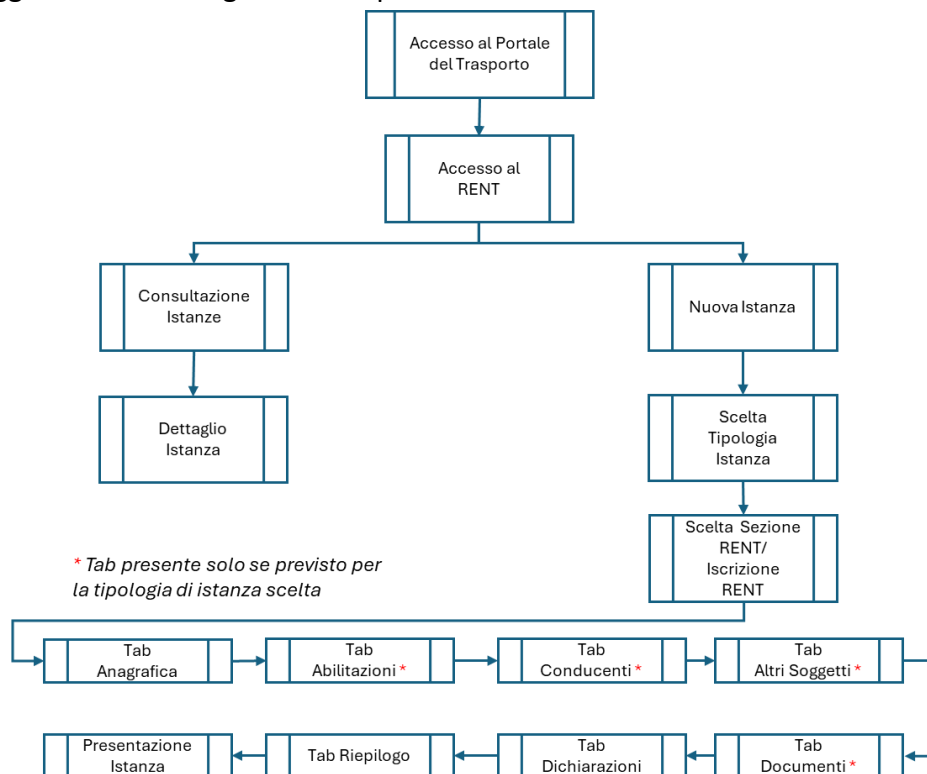 Accesso al Portale
del Trasporto
Accesso al
RENT
Consultazione
Istanze
Nuova Istanza
Dettaglio
Istanza
Scelta
Tipologia
Istanza
Scelta Sezione
RENT/
Iscrizione
RENT
* Tab presente solo se previsto per
la tipologia di istanza scelta
Tab
Anagrafica
Tab
Abilitazioni *
Tab
Conducenti *
Tab
Altri Soggetti *
Presentazione
Istanza
Tab Riepilogo
Tab
Dichiarazioni
Tab
Documenti *